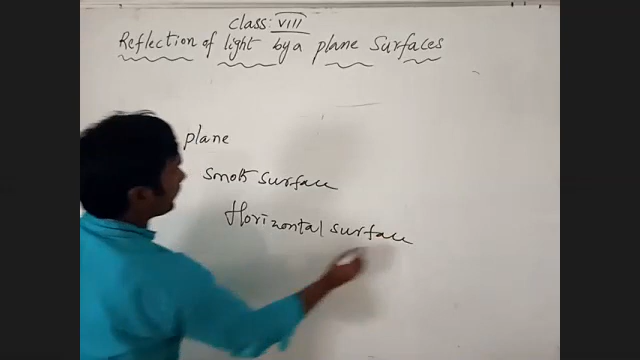 class: VIII
Reflection of light by a plane Surfaces
plane
smoth surface
Horizontal surface